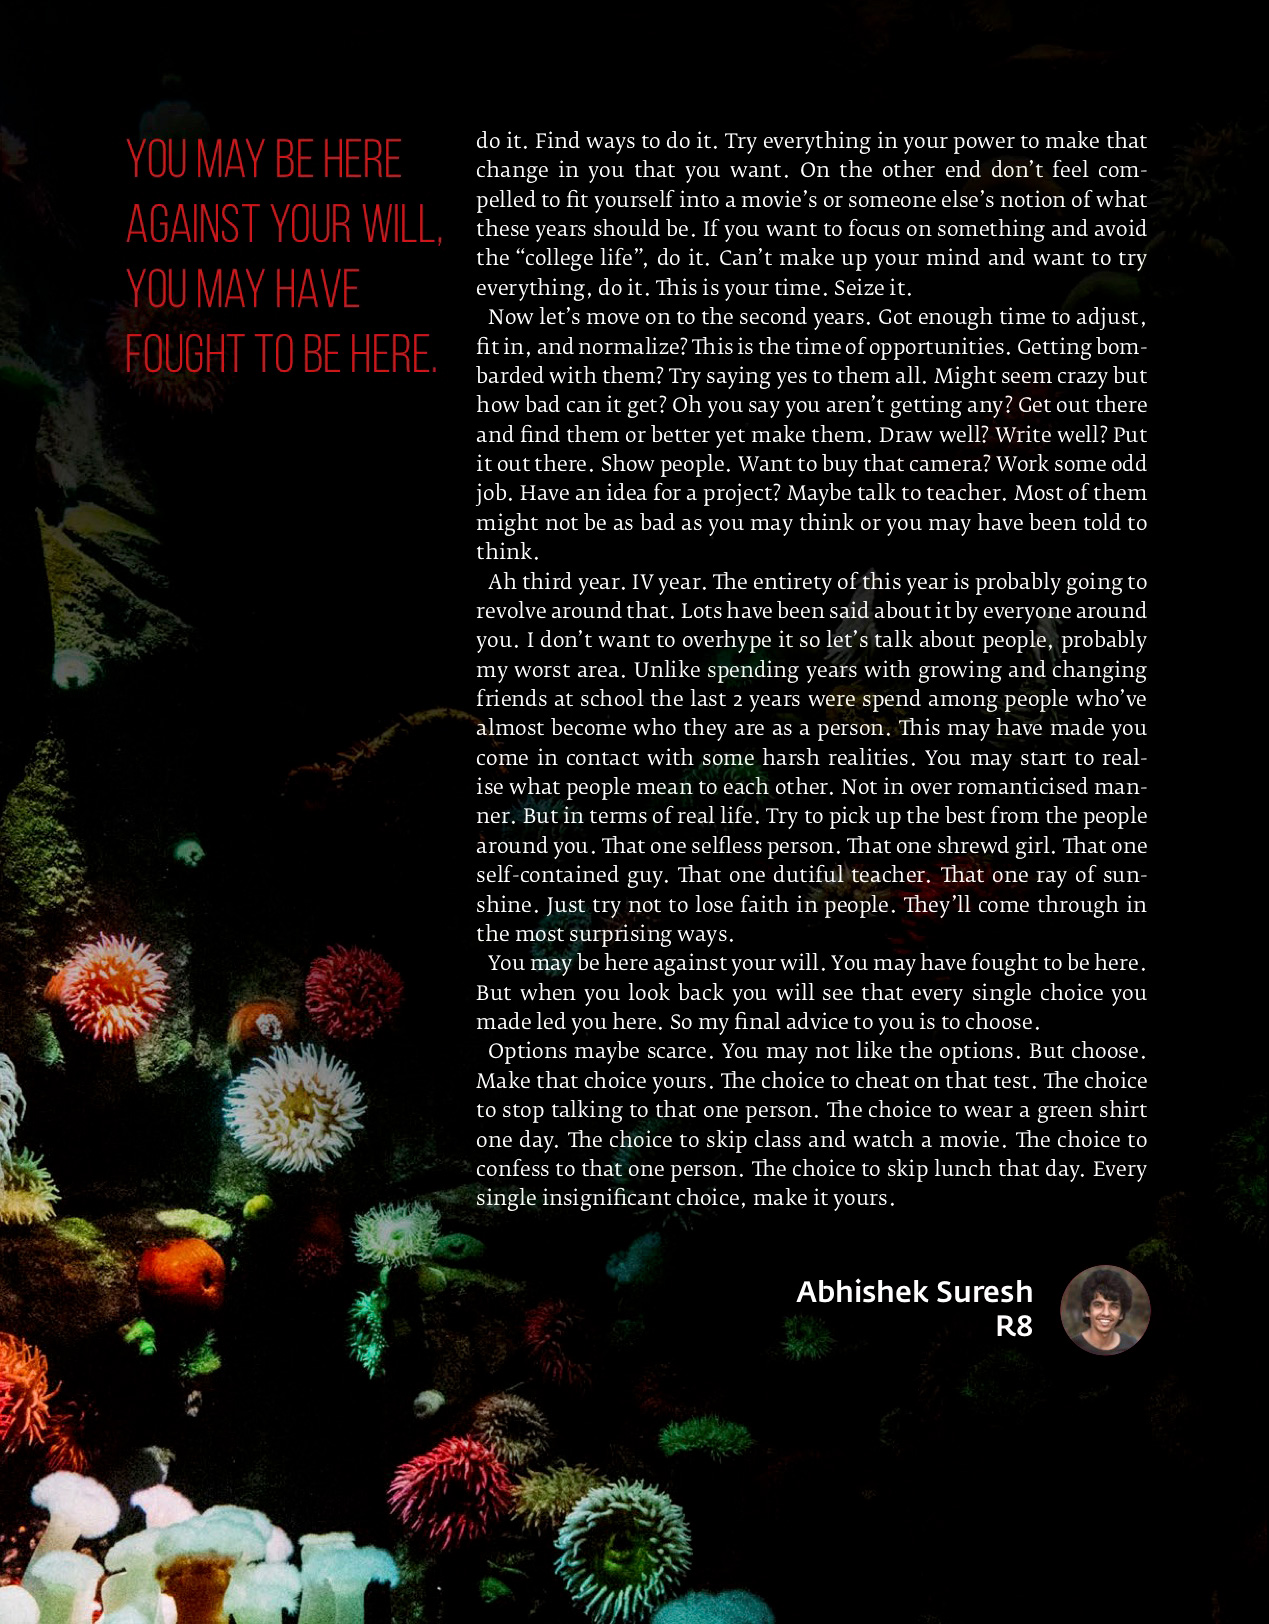 YOU MAY BE HERE
AGAINST YOUR WILL,
YOU MAY HAVE
FOUGHT TO BE HERE.
do it. Find ways to do it. Try everything in your power to make that
change in you that you want. On the other end don’t feel com-
pelled to fit yourself into a movie’s or someone else’s notion of what
these years should be. If you want to focus on something and avoid
the “college life”, do it. Can’t make up your mind and want to try
everything, do it. This is your time. Seize it.
Now let’s move on to the second years. Got enough time to adjust,
fit in, and normalize? This is the time of opportunities. Getting bom-
barded with them? Try saying yes to them all. Might seem crazy but
how bad can it get? Oh you say you aren’t getting any? Get out there
and find them or better yet make them. Draw well? Write well? Put
it out there. Show people. Want to buy that camera? Work some odd
job. Have an idea for a project? Maybe talk to teacher. Most of them
might not be as bad as you may think or you may have been told to
think.
Ah third year. IV year. The entirety of this year is probably going to
revolve around that. Lots have been said about it by everyone around
you. I don’t want to overhype it so let’s talk about people, probably
my worst area. Unlike spending years with growing and changing
friends at school the last 2 years were spend among people who’ve
almost become who they are as a person. This may have made you
come in contact with some harsh realities. You may start to real-
ise what people mean to each other. Not in over romanticised man-
ner. But in terms of real life. Try to pick up the best from the people
around you. That one selfless person. That one shrewd girl. That one
self-contained guy. That one dutiful teacher. That one ray of sun-
shine. Just try not to lose faith in people. They’ll come through in
the most surprising ways.
You may be here against your will. You may have fought to be here.
But when you look back you will see that every single choice you
made led you here. So my final advice to you is to choose.
Options maybe scarce. You may not like the options. But choose.
Make that choice yours. The choice to cheat on that test. The choice
to stop talking to that one person. The choice to wear a green shirt
one day. The choice to skip class and watch a movie. The choice to
confess to that one person. The choice to skip lunch that day. Every
single insignificant choice, make it yours.
Abhishek Suresh
R8